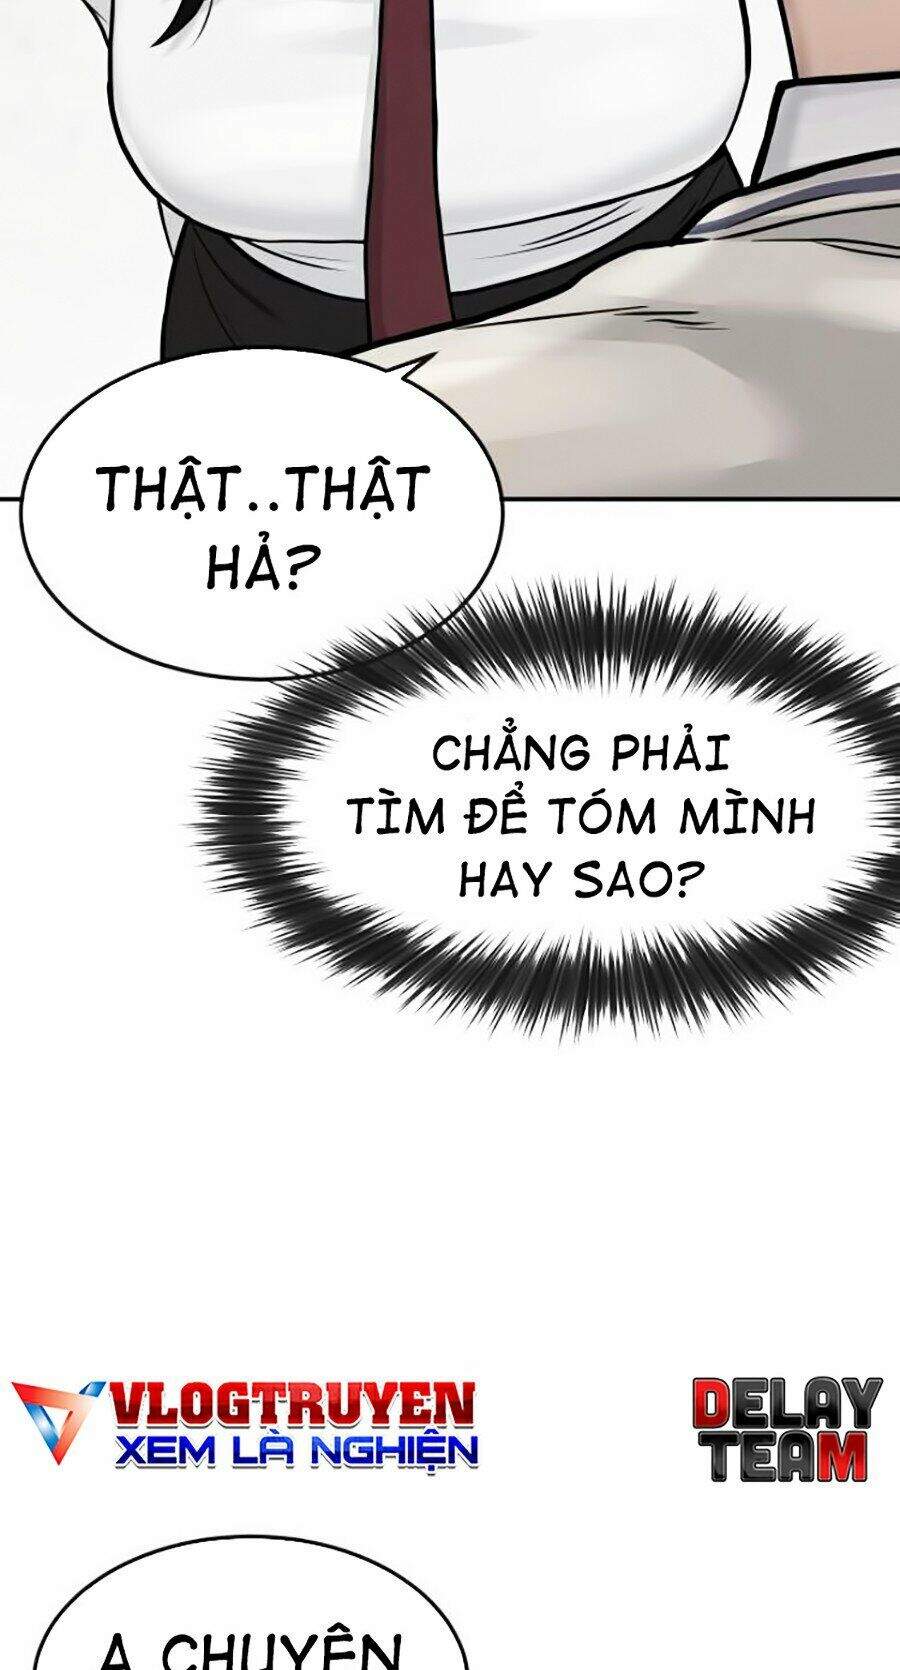 THẬT..THẬT
HẢ?
CHẲNG PHẢI
TÌM ĐỂ TÓM MÌNH
HAY SAO?
VLOGTRUYEN
XEM LÀ NGHIỆN
DELAY
TEAM
A CHUYỆN